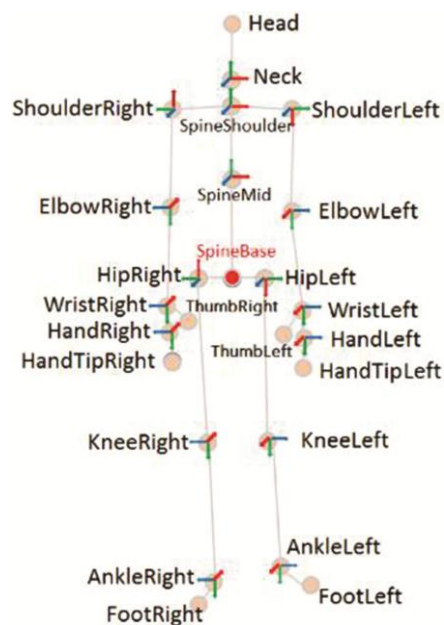 Head
Neck
ShoulderRight
ShoulderLeft
SpineShoulder
SpineMid
ElbowRight
ElbowLeft
SpineBase
HipRight
HipLeft
WristRight
ThumbRight
WristLeft
HandRight
HandLeft
ThumbLeft
HandTipRight
HandTipLeft
KneeRight
KneeLeft
AnkleLeft
AnkleRight
FootLeft
FootRight